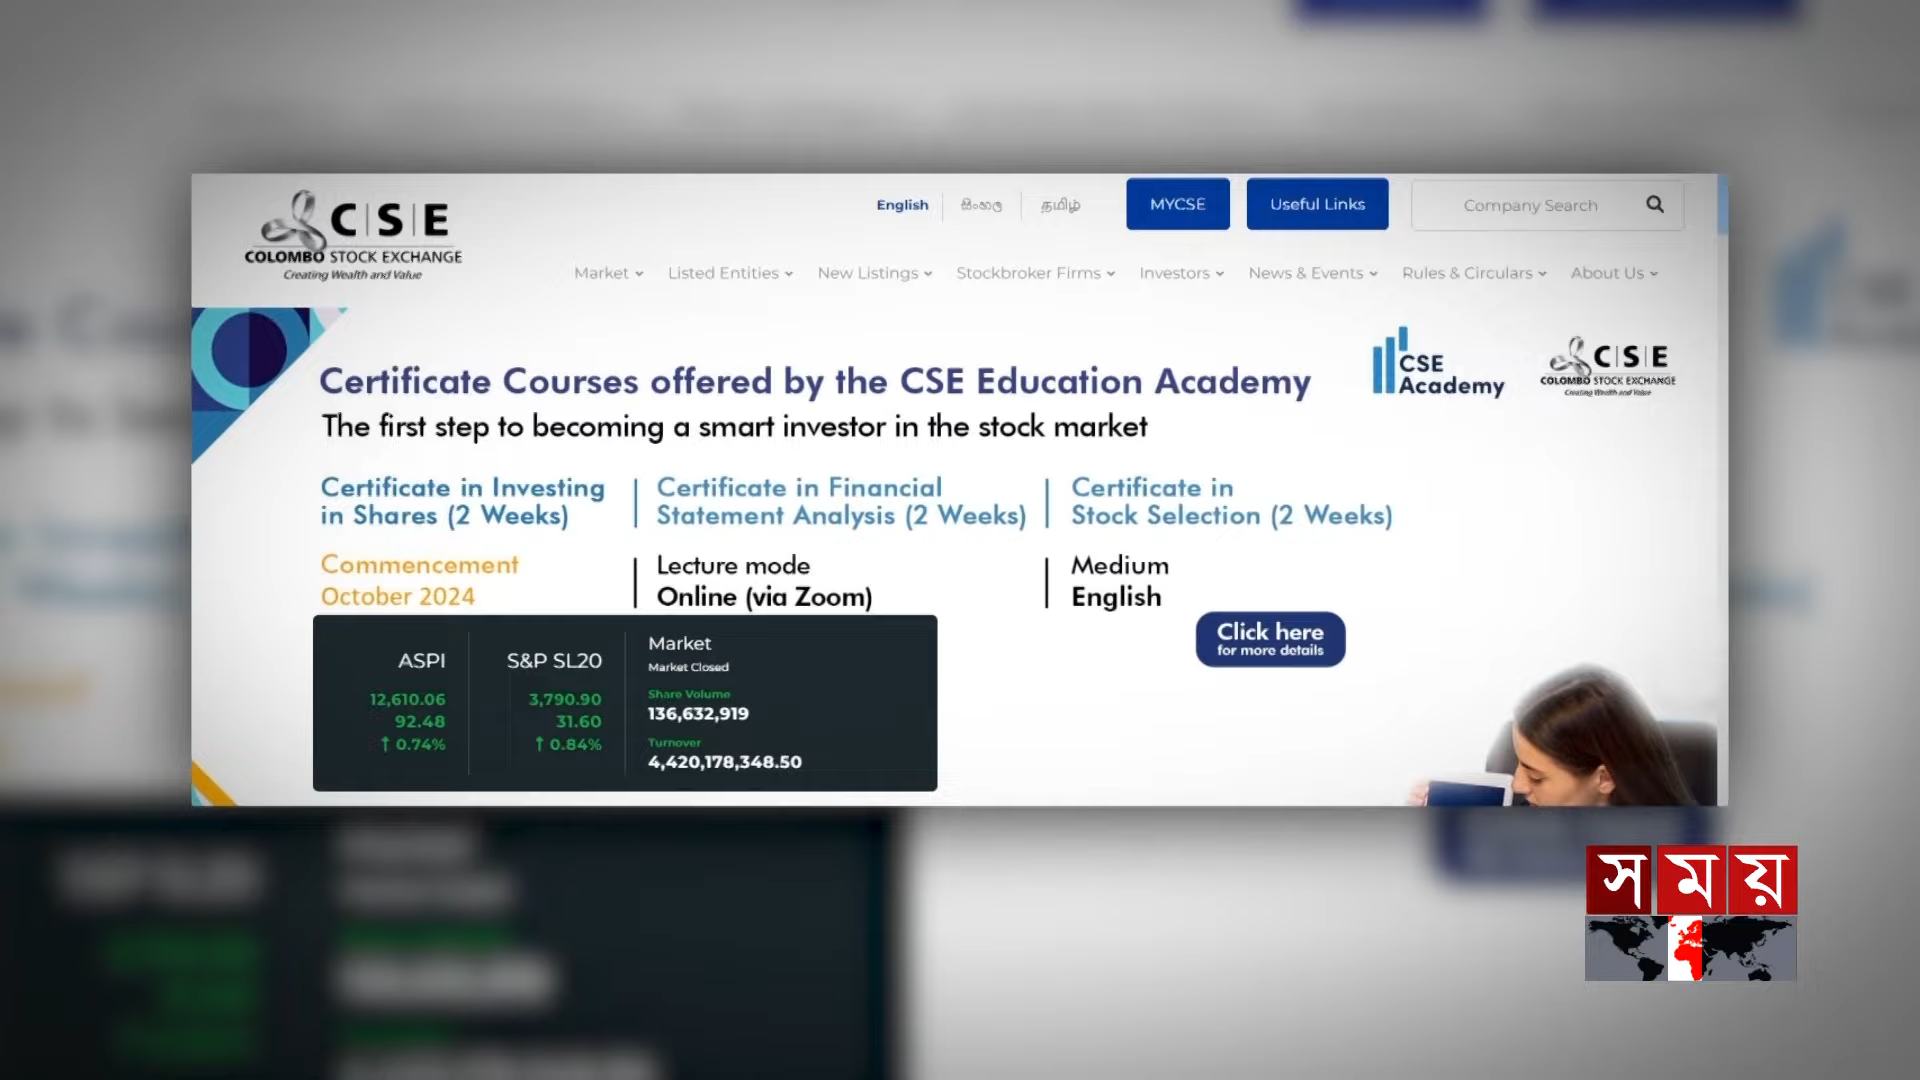 C|S|E
COLOMBO STOCK EXCHANGE
Creating Wealth and Value
English
සිංහල
தமிழ்
MYCSE
Useful Links
Company Search
Market
Listed Entities
New Listings
Stockbroker Firms
Investors
News & Events
Rules & Circulars
About Us
Certificate Courses offered by the CSE Education Academy
The first step to becoming a smart investor in the stock market
CSE
Academy
C|S|E
COLOMBO STOCK EXCHANGE
Creating Wealth and Value
Certificate in Investing
in Shares (2 Weeks)
Certificate in Financial
Statement Analysis (2 Weeks)
Certificate in
Stock Selection (2 Weeks)
Commencement
October 2024
Lecture mode
Online (via Zoom)
Medium
English
Click here
for more details
ASPI
12,610.06
92.48
↑ 0.74%
S&P SL20
3,790.90
31.60
↑ 0.84%
Market
Market Closed
Share Volume
136,632,919
Turnover
4,420,178,348.50
সময়